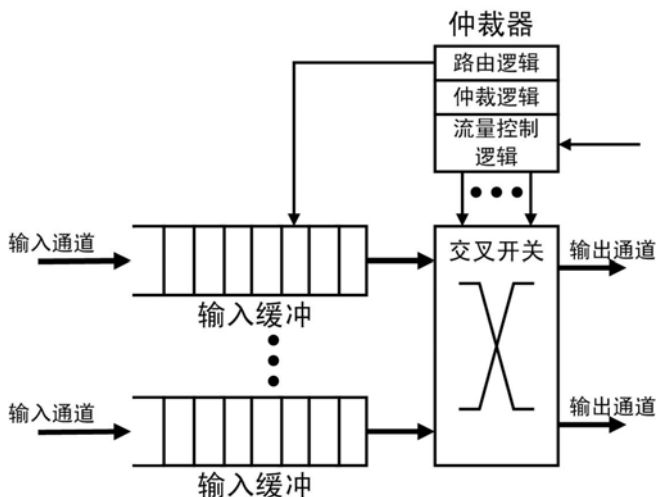 仲裁器
路由逻辑
仲裁逻辑
流量控制
逻辑
输入通道
交叉开关
输出通道
输入缓冲
输入通道
输出通道
输入缓冲